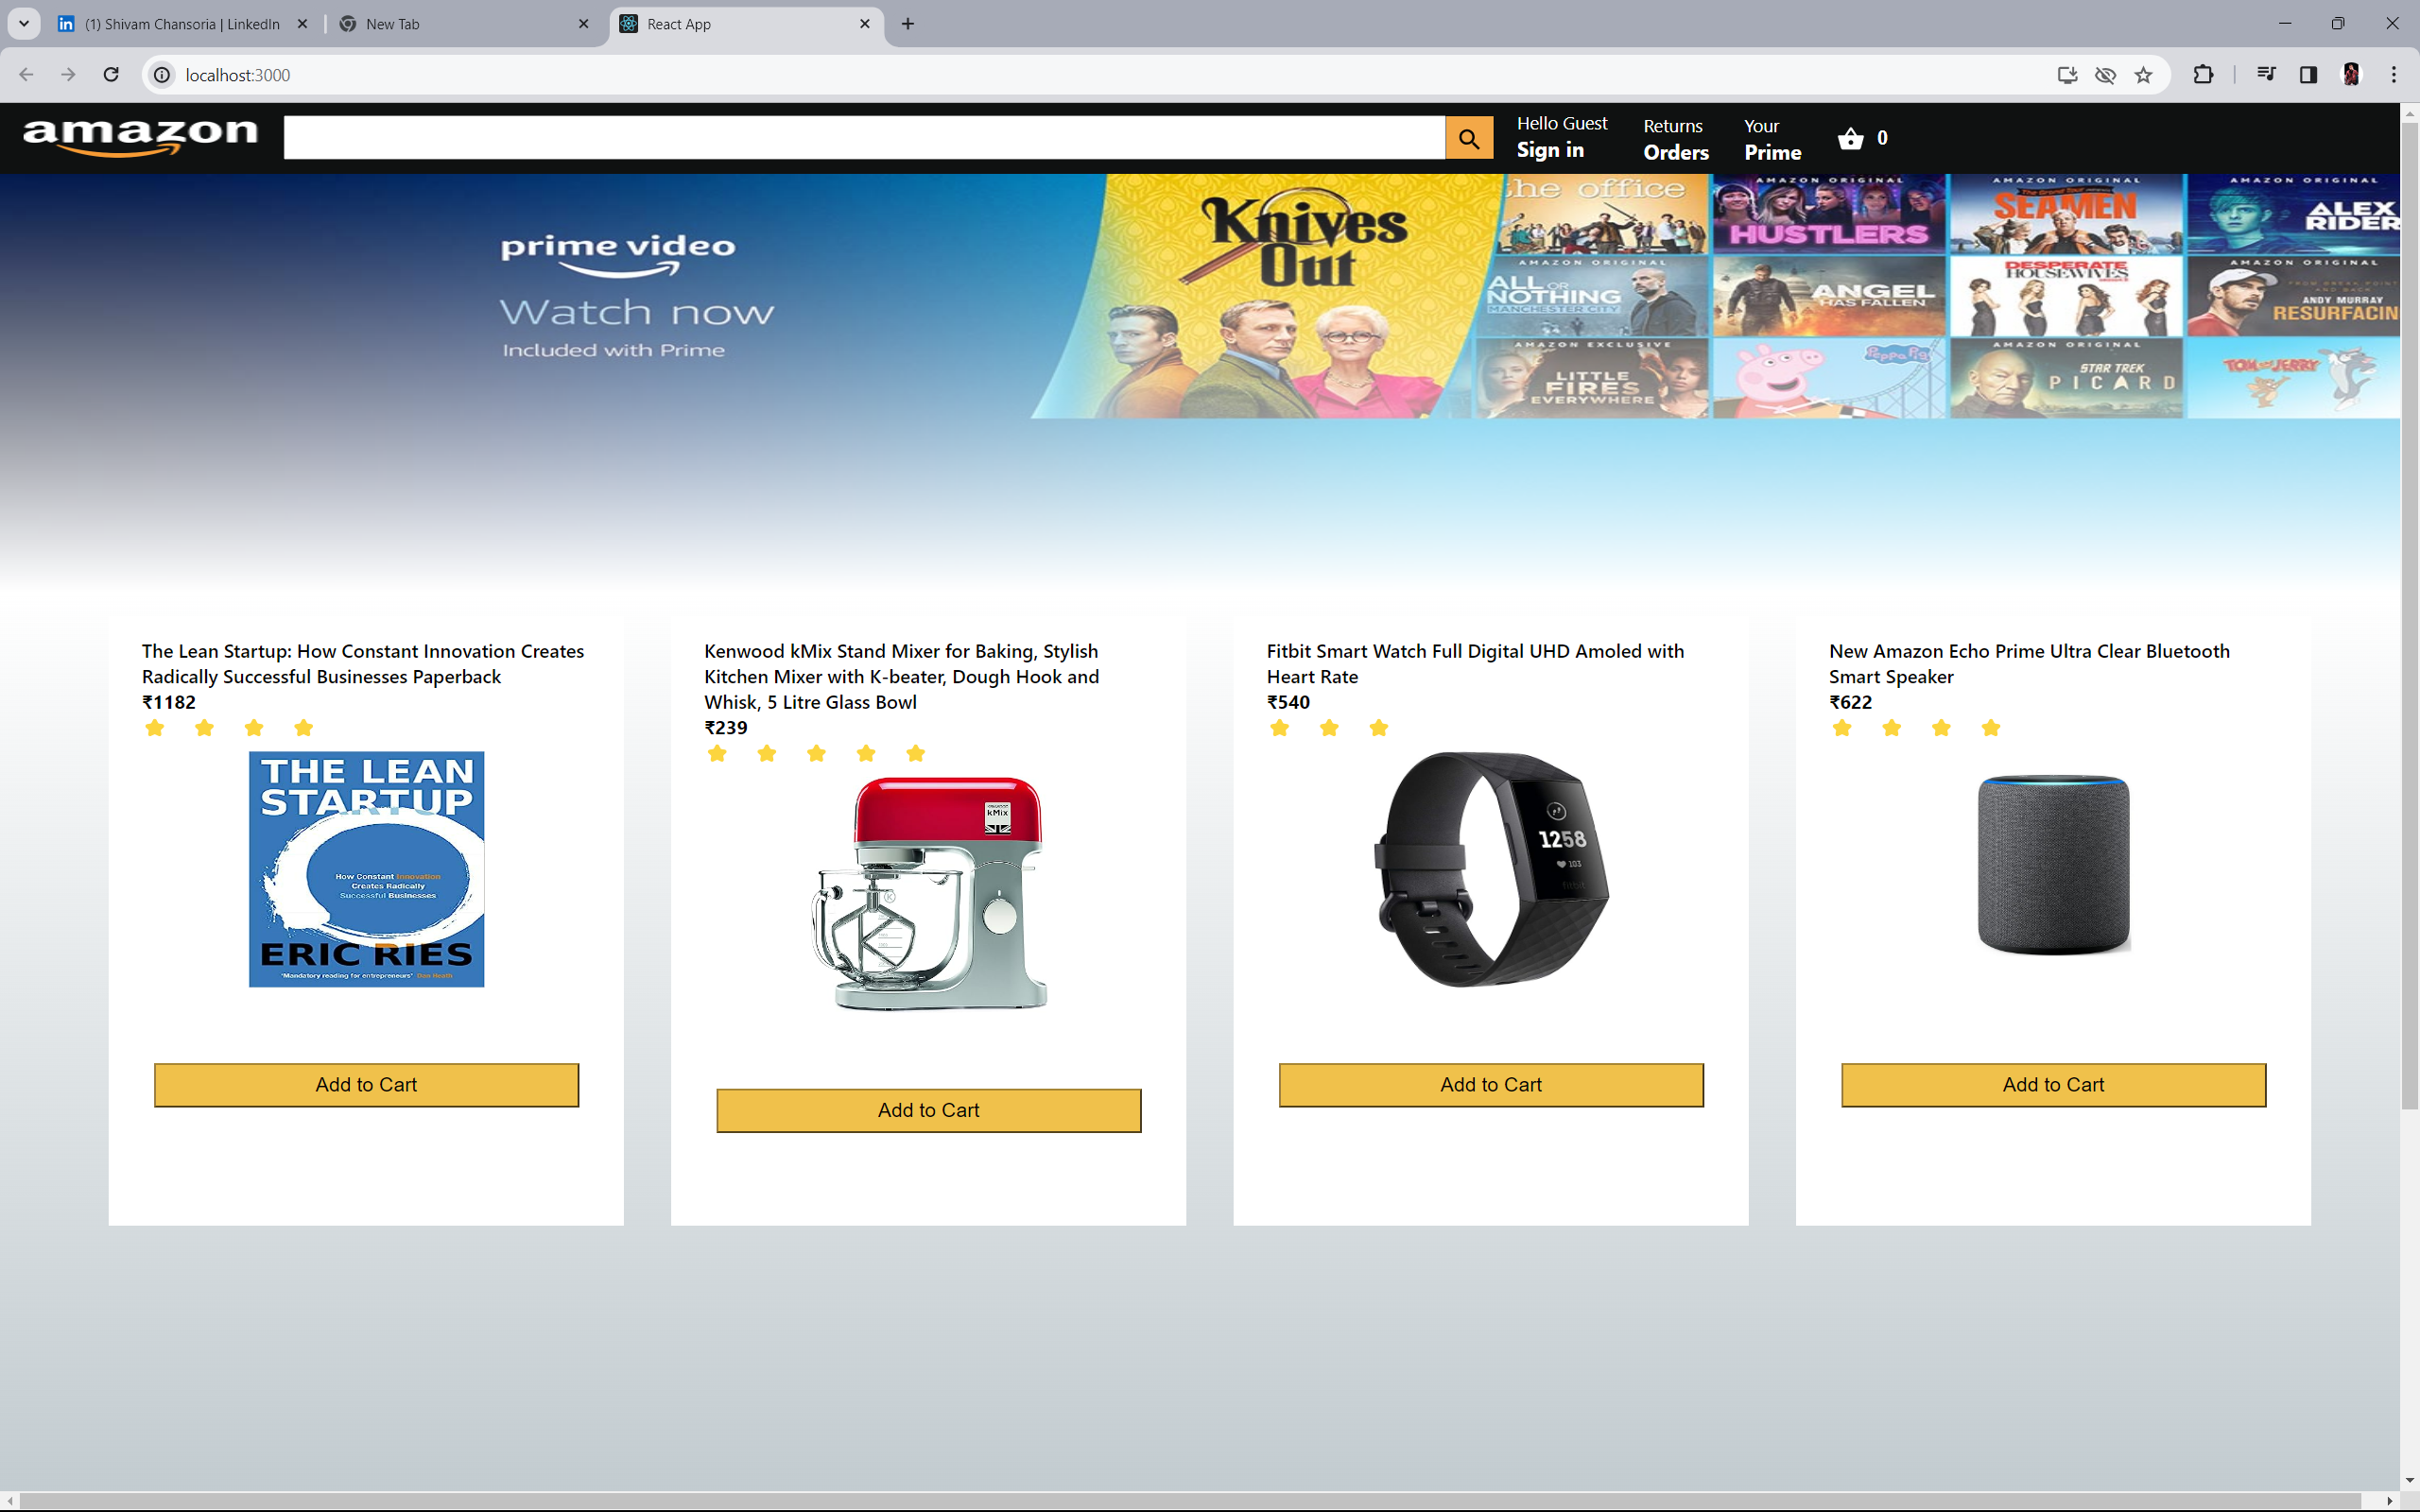 (1) Shivam Chansoria | LinkedIn
New Tab
React App
localhost:3000
amazon
Hello Guest
Sign in
Returns
Orders
Your
Prime
0
prime video
Watch now
Included with Prime
Knives
Out
the office
AMAZON ORIGINAL
HUSTLERS
AMAZON ORIGINAL
The Grand Tour
SEAMEN
AMAZON ORIGINAL
ALEX
RIDER
AMAZON ORIGINAL
ALL OR
NOTHING
MANCHESTER CITY
ANGEL
HAS FALLEN
DESPERATE
HOUSEWIVES
AMAZON ORIGINAL
ANDY MURRAY
RESURFACIN
AMAZON EXCLUSIVE
LITTLE
FIRES
EVERYWHERE
Peppa Pig
AMAZON ORIGINAL
STAR TREK
PICARD
TOM and JERRY
The Lean Startup: How Constant Innovation Creates
Radically Successful Businesses Paperback
₹1182
THE LEAN
STARTUP
How Constant Innovation
Creates Radically
Successful Businesses
ERIC RIES
'Mandatory reading for entrepreneurs' Dan Heath
Add to Cart
Kenwood kMix Stand Mixer for Baking, Stylish
Kitchen Mixer with K-beater, Dough Hook and
Whisk, 5 Litre Glass Bowl
₹239
KENWOOD
kMix
K
Add to Cart
Fitbit Smart Watch Full Digital UHD Amoled with
Heart Rate
₹540
1258
103
fitbit
Add to Cart
New Amazon Echo Prime Ultra Clear Bluetooth
Smart Speaker
₹622
Add to Cart